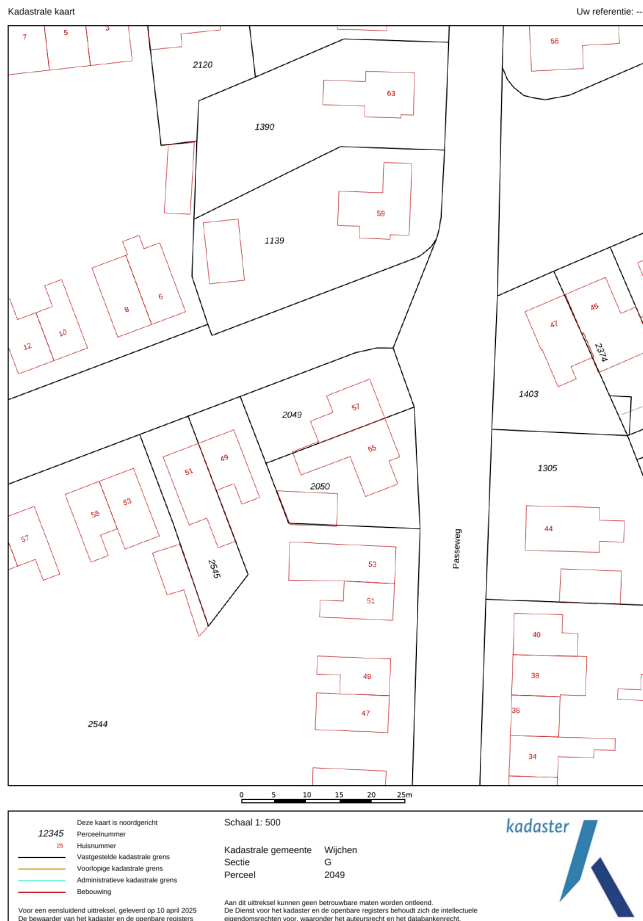 Kadastrale kaart
Uw referentie: --
7
5
3
2120
56
63
1390
59
1139
6
8
10
12
47
46
2374
1403
2049
57
55
51
49
2050
1305
53
57
2545
44
Passeweg
53
51
40
49
38
47
36
34
2544
0 5 10 15 20 25m
Deze kaart is noordgericht
12345 Perceelnummer
25 Huisnummer
Vastgestelde kadastrale grens
Voorlopige kadastrale grens
Administratieve kadastrale grens
Bebouwing
Voor een eensluidend uittreksel, geleverd op 10 april 2025
De bewaarder van het kadaster en de openbare registers
Schaal 1: 500
Kadastrale gemeente Wijchen
Sectie G
Perceel 2049
Aan dit uittreksel kunnen geen betrouwbare maten worden ontleend.
De Dienst voor het kadaster en de openbare registers behoudt zich de intellectuele
eigendomsrechten voor, waaronder het auteursrecht en het databankenrecht.
kadaster